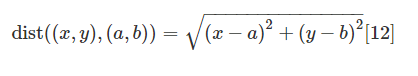 dist((x, y), (a, b)) = √((x − a)² + (y − b)²)[12]